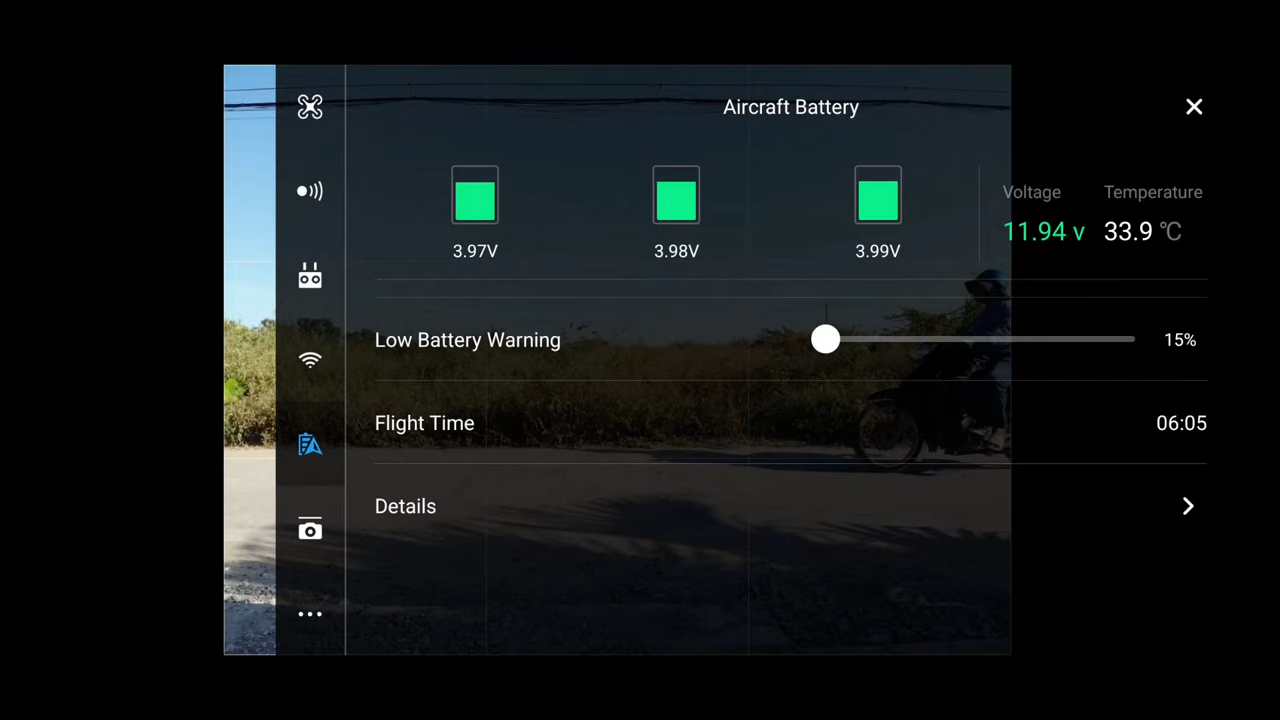 Aircraft Battery
Voltage Temperature
11.94 v 33.9 °C
3.97V 3.98V 3.99V
Low Battery Warning 15%
Flight Time 06:05
Details